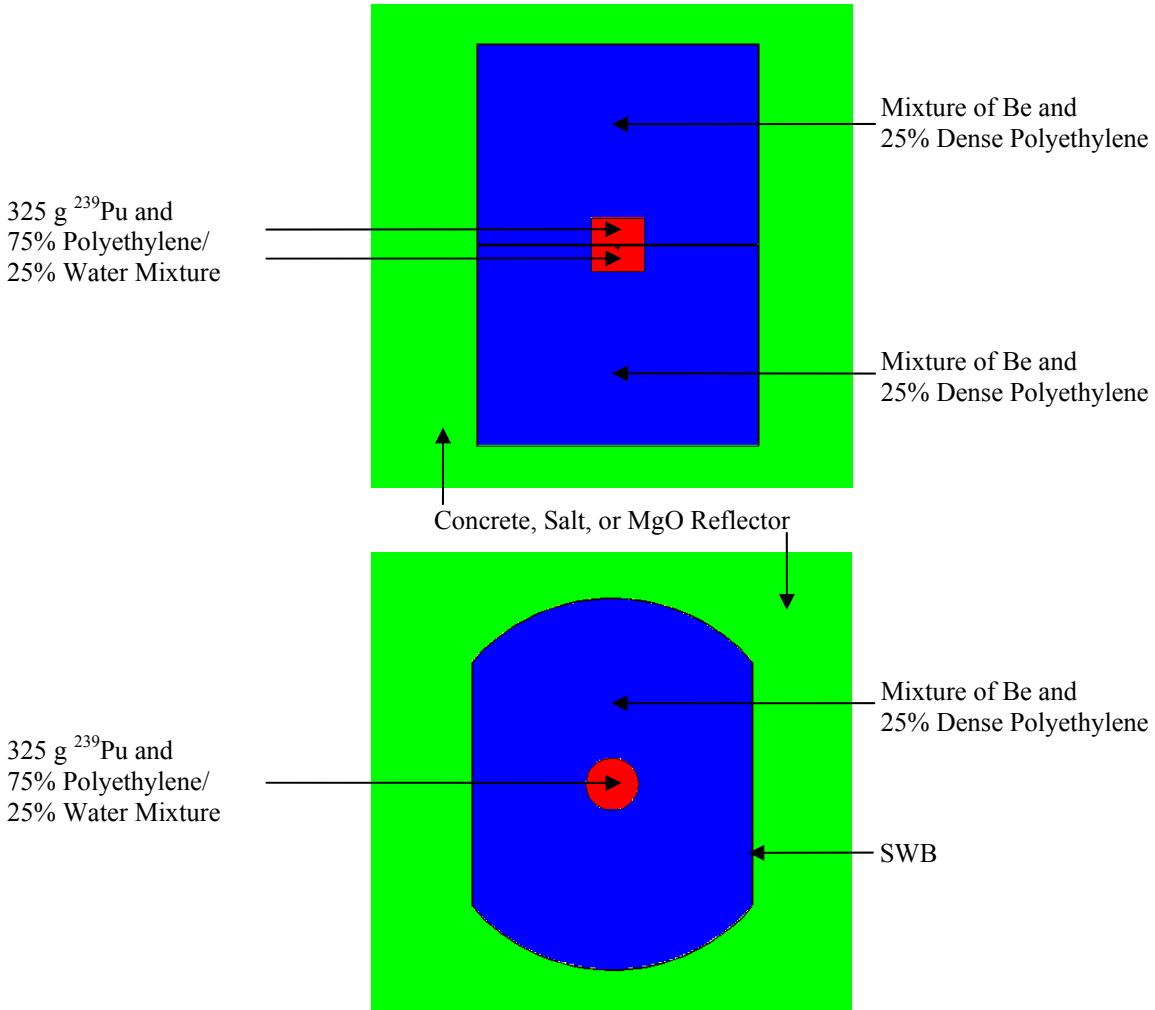 Mixture of Be and
25% Dense Polyethylene
325 g ²³⁹Pu and
75% Polyethylene/
25% Water Mixture
Mixture of Be and
25% Dense Polyethylene
Concrete, Salt, or MgO Reflector
Mixture of Be and
25% Dense Polyethylene
325 g ²³⁹Pu and
75% Polyethylene/
25% Water Mixture
SWB